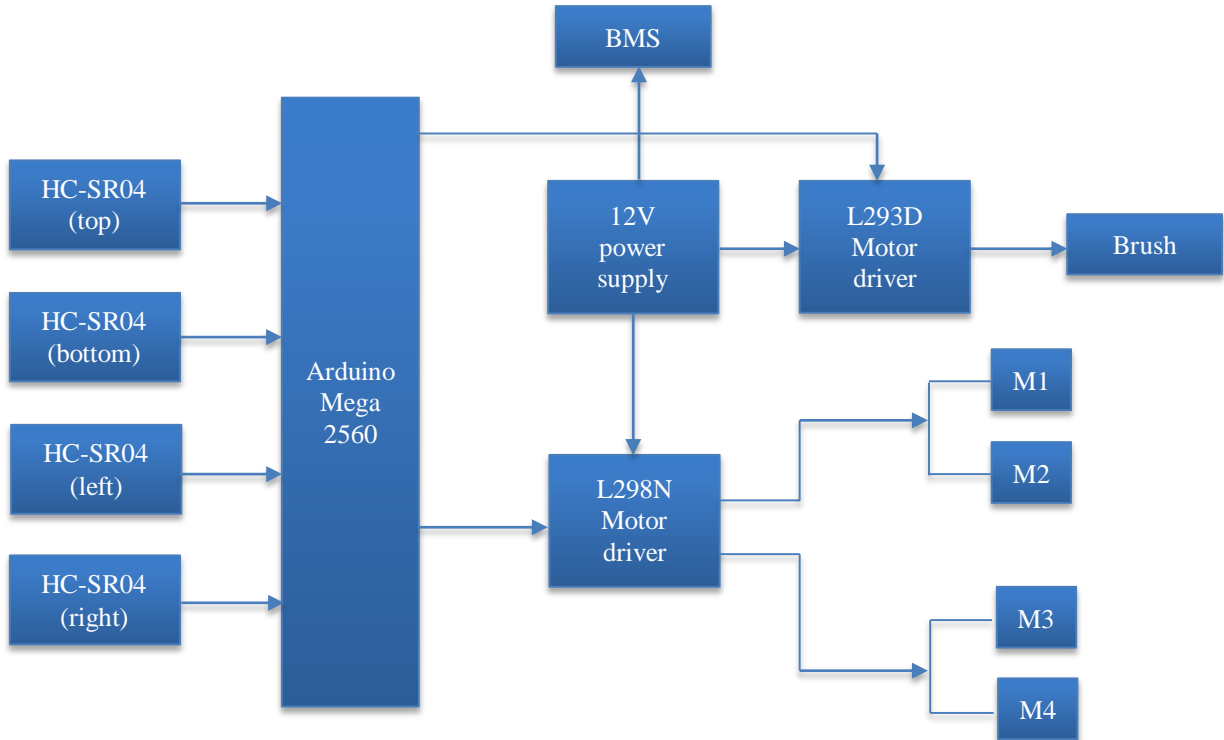 BMS
HC-SR04
(top)
HC-SR04
(bottom)
HC-SR04
(left)
HC-SR04
(right)
Arduino
Mega
2560
12V
power
supply
L293D
Motor
driver
Brush
L298N
Motor
driver
M1
M2
M3
M4